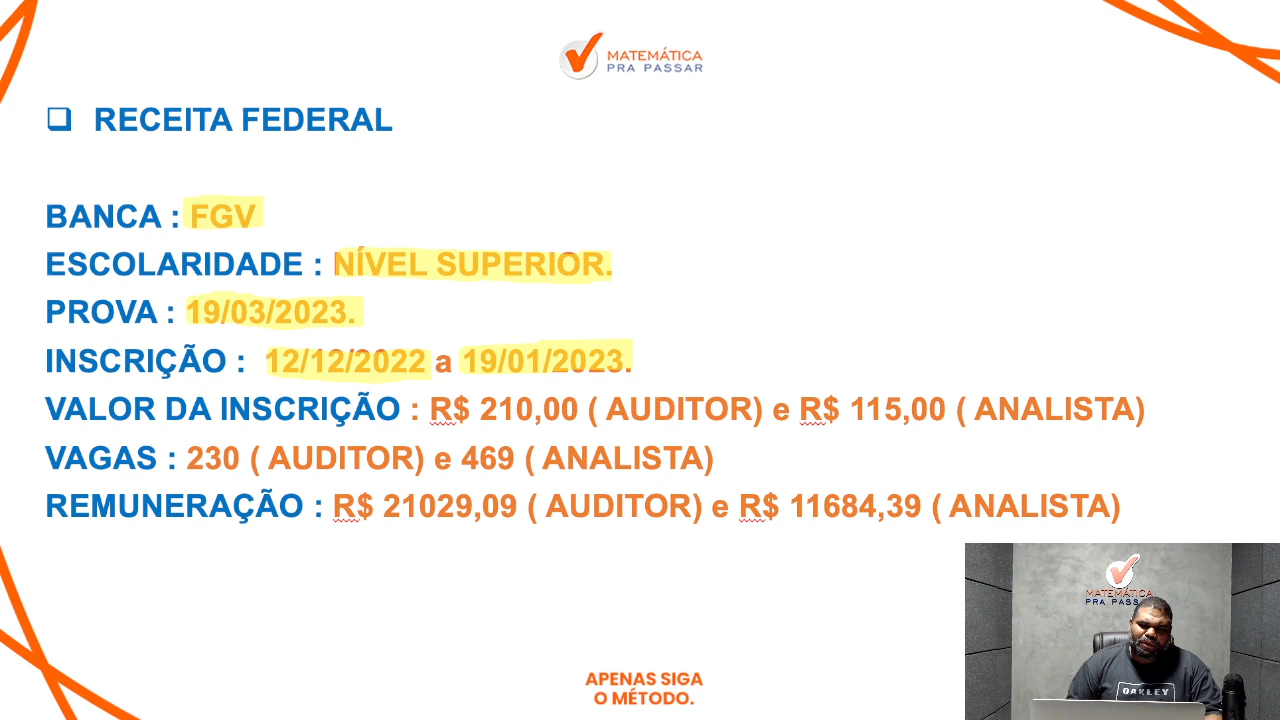 MATEMÁTICA
PRA PASSAR
RECEITA FEDERAL
BANCA : FGV
ESCOLARIDADE : NÍVEL SUPERIOR.
PROVA : 19/03/2023.
INSCRIÇÃO : 12/12/2022 a 19/01/2023.
VALOR DA INSCRIÇÃO : R$ 210,00 ( AUDITOR) e R$ 115,00 ( ANALISTA)
VAGAS : 230 ( AUDITOR) e 469 ( ANALISTA)
REMUNERAÇÃO : R$ 21029,09 ( AUDITOR) e R$ 11684,39 ( ANALISTA)
MATEMÁTICA
PRA PASS
OAKLEY
APENAS SIGA
O MÉTODO.